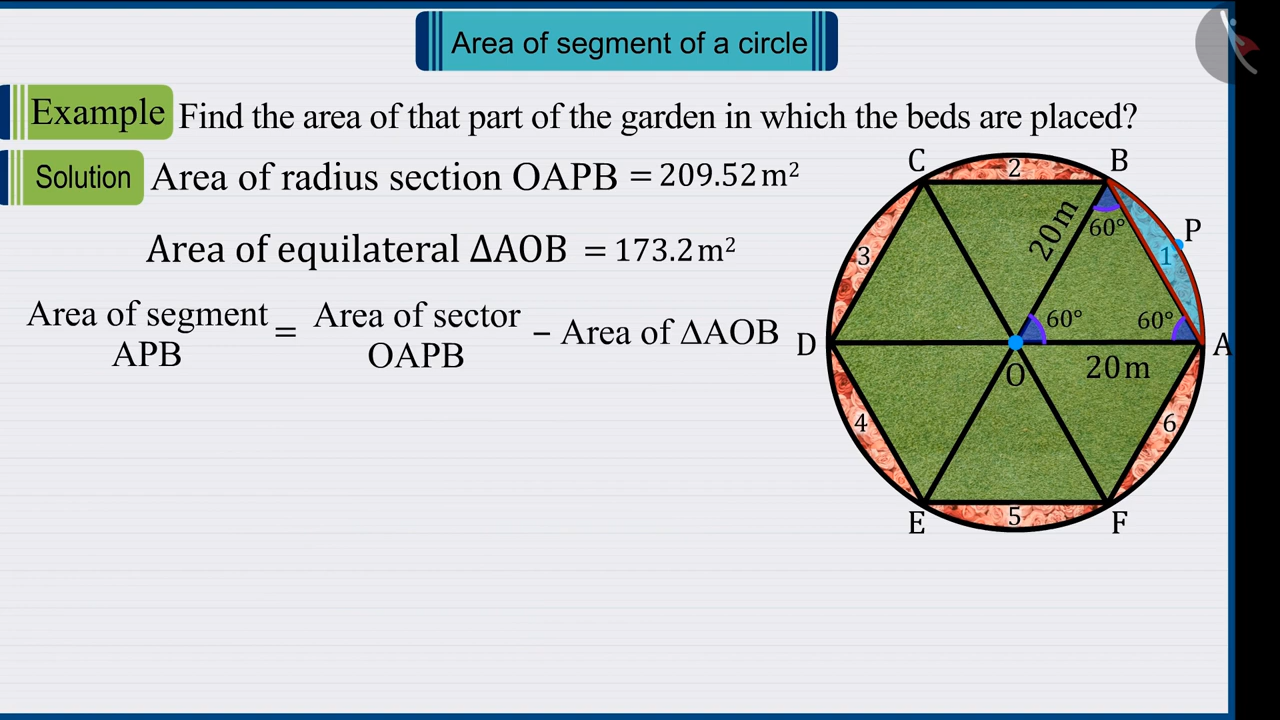 Area of segment of a circle
Example Find the area of that part of the garden in which the beds are placed?
Solution Area of radius section OAPB = 209.52 m²
Area of equilateral ΔAOB = 173.2 m²
Area of segment APB = Area of sector OAPB − Area of ΔAOB
C
2
B
20 m
60°
P
3
1
60°
60°
D
A
O
20 m
4
6
E
5
F